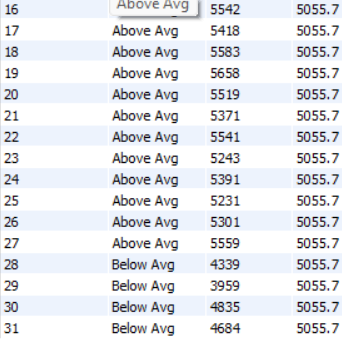 16 Above Avg 5542 5055.7
17 Above Avg 5418 5055.7
18 Above Avg 5583 5055.7
19 Above Avg 5658 5055.7
20 Above Avg 5519 5055.7
21 Above Avg 5371 5055.7
22 Above Avg 5541 5055.7
23 Above Avg 5243 5055.7
24 Above Avg 5391 5055.7
25 Above Avg 5231 5055.7
26 Above Avg 5301 5055.7
27 Above Avg 5559 5055.7
28 Below Avg 4339 5055.7
29 Below Avg 3959 5055.7
30 Below Avg 4835 5055.7
31 Below Avg 4684 5055.7